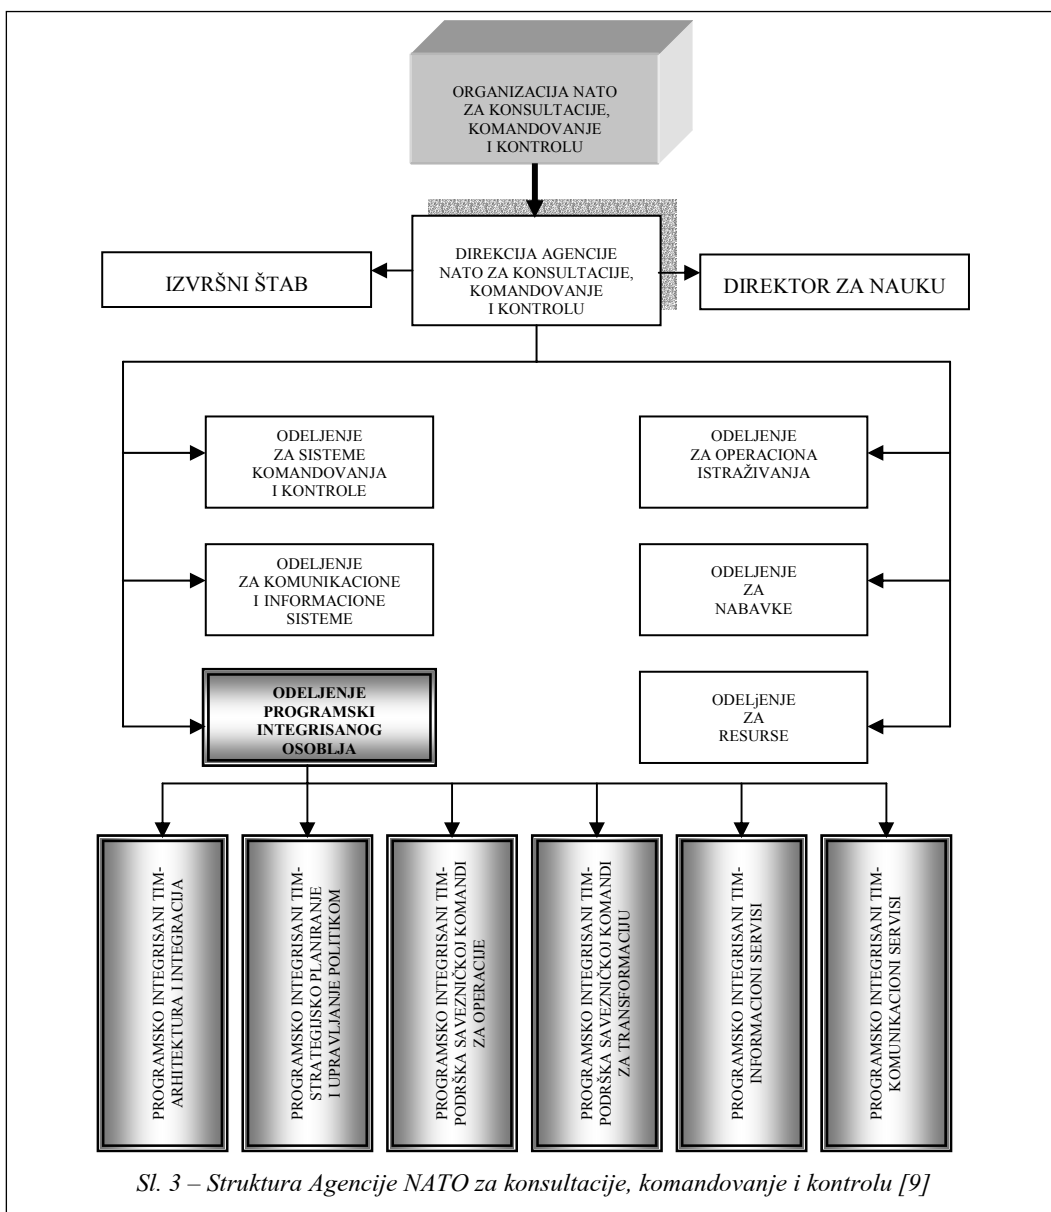 ORGANIZACIJA NATO
ZA KONSULTACIJE,
KOMANDOVANJE
I KONTROLU
DIREKCIJA AGENCIJE
NATO ZA KONSULTACIJE,
KOMANDOVANJE
I KONTROLU
IZVRŠNI ŠTAB
DIREKTOR ZA NAUKU
ODELJENJE
ZA SISTEME
KOMANDOVANJA
I KONTROLE
ODELJENJE
ZA OPERACIONA
ISTRAŽIVANJA
ODELJENJE
ZA KOMUNIKACIONE
I INFORMACIONE
SISTEME
ODELJENJE
ZA
NABAVKE
ODELJENJE
PROGRAMSKI
INTEGRISANOG
OSOBLJA
ODELjENJE
ZA
RESURSE
PROGRAMSKO INTEGRISANI TIM-
ARHITEKTURA I INTEGRACIJA
PROGRAMSKO INTEGRISANI TIM-
STRATEGIJSKO PLANIRANJE
I UPRAVLJANJE POLITIKOM
PROGRAMSKO INTEGRISANI TIM-
PODRŠKA SAVEZNIČKOJ KOMANDI
ZA OPERACIJE
PROGRAMSKO INTEGRISANI TIM-
PODRŠKA SAVEZNIČKOJ KOMANDI
ZA TRANSFORMACIJU
PROGRAMSKO INTEGRISANI TIM-
INFORMACIONI SERVISI
PROGRAMSKO INTEGRISANI TIM-
KOMUNIKACIONI SERVISI
Sl. 3 – Struktura Agencije NATO za konsultacije, komandovanje i kontrolu [9]